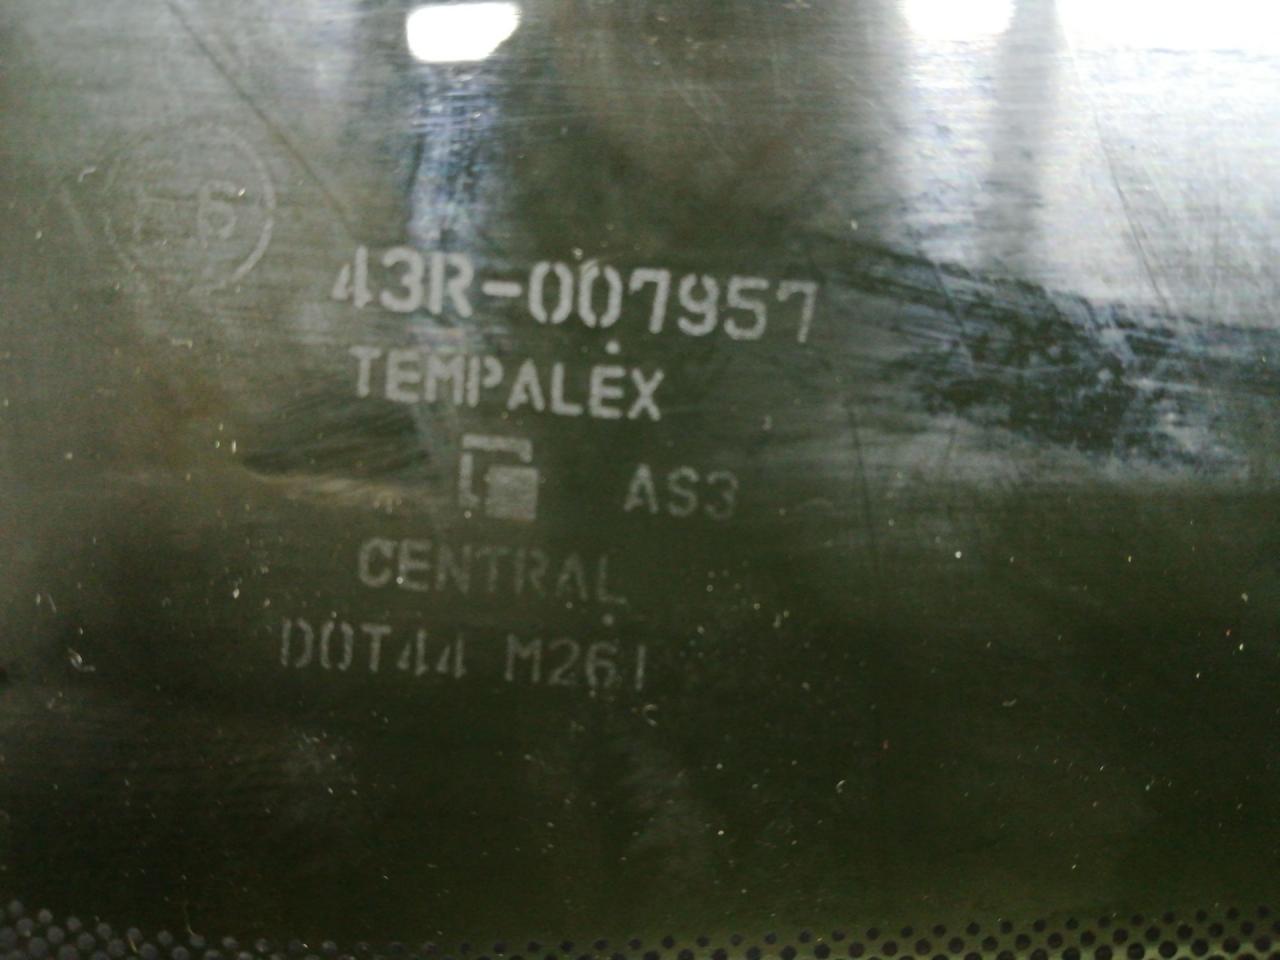 E6
43R-007957
TEMPALEX
AS3
CENTRAL
DOT44 M261